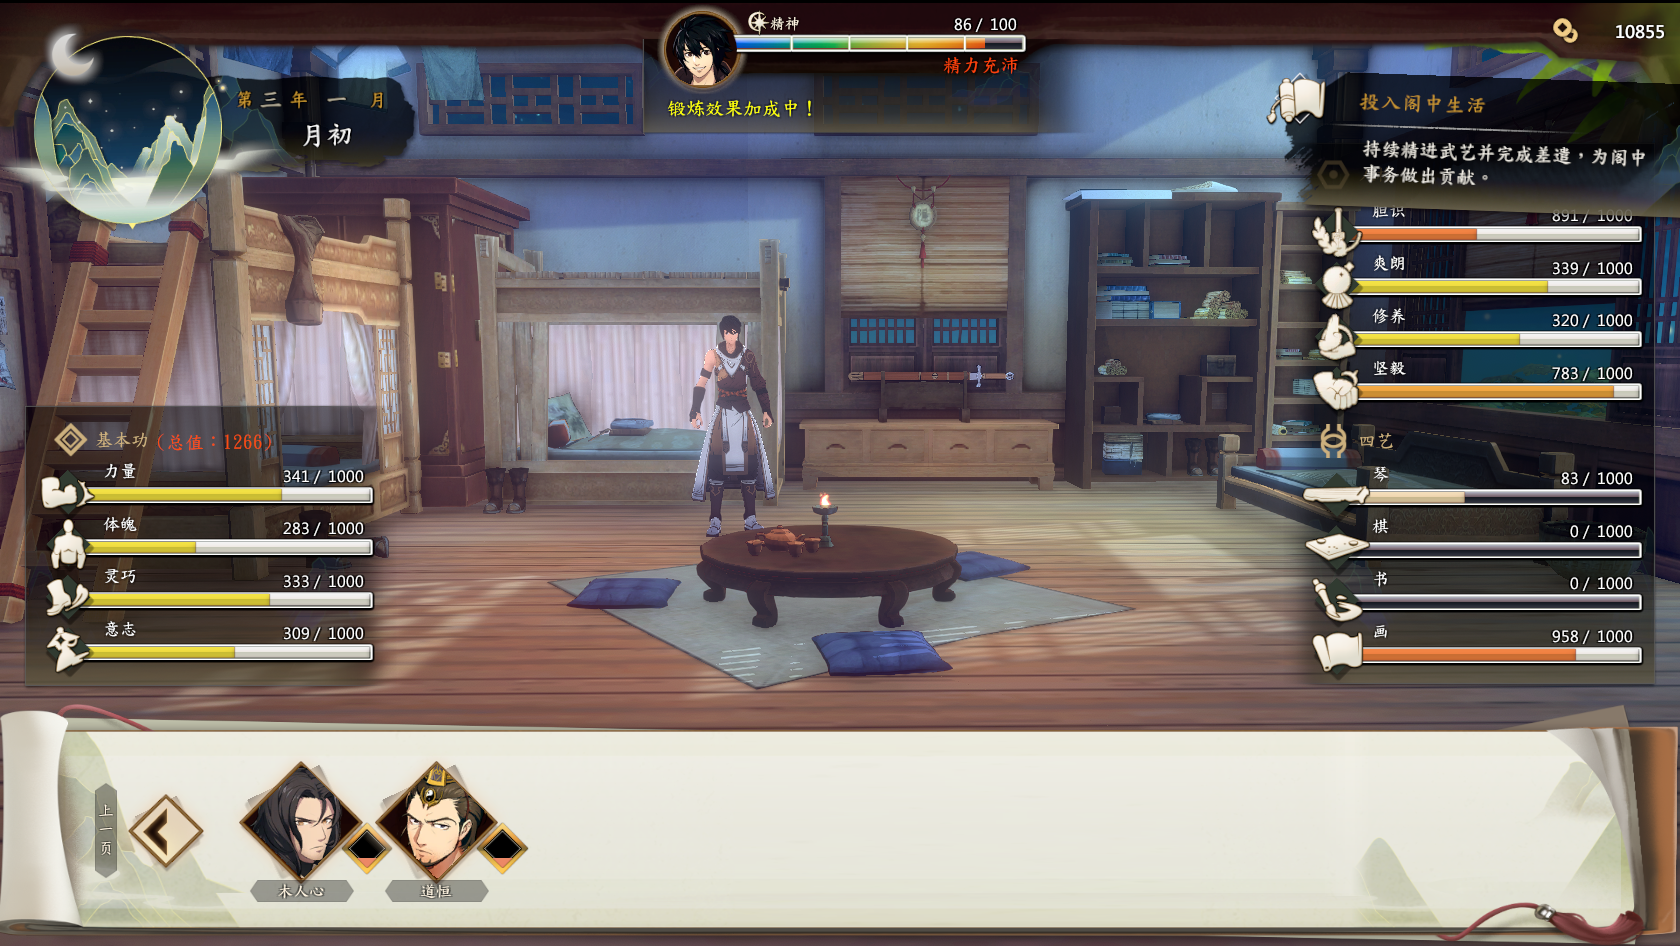 第三年一月
月初
精神
86 / 100
精力充沛
锻炼效果加成中！
10855
投入阁中生活
持续精进武艺并完成差遣，为阁中
事务做出贡献。
胆识
891 / 1000
爽朗
339 / 1000
修养
320 / 1000
坚毅
783 / 1000
四艺
琴
83 / 1000
棋
0 / 1000
书
0 / 1000
画
958 / 1000
基本功（总值：1266）
力量
341 / 1000
体魄
283 / 1000
灵巧
333 / 1000
意志
309 / 1000
上一页
木人心
道恒